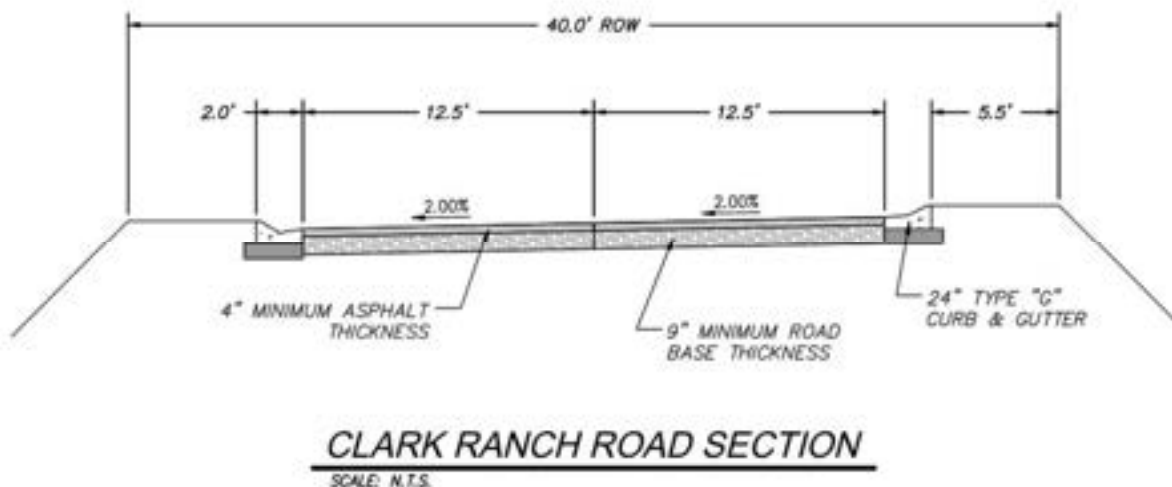 40.0' ROW
2.0' 12.5' 12.5' 5.5'
2.00% 2.00%
4" MINIMUM ASPHALT
THICKNESS
9" MINIMUM ROAD
BASE THICKNESS
24" TYPE "G"
CURB & GUTTER
CLARK RANCH ROAD SECTION
SCALE: N.T.S.